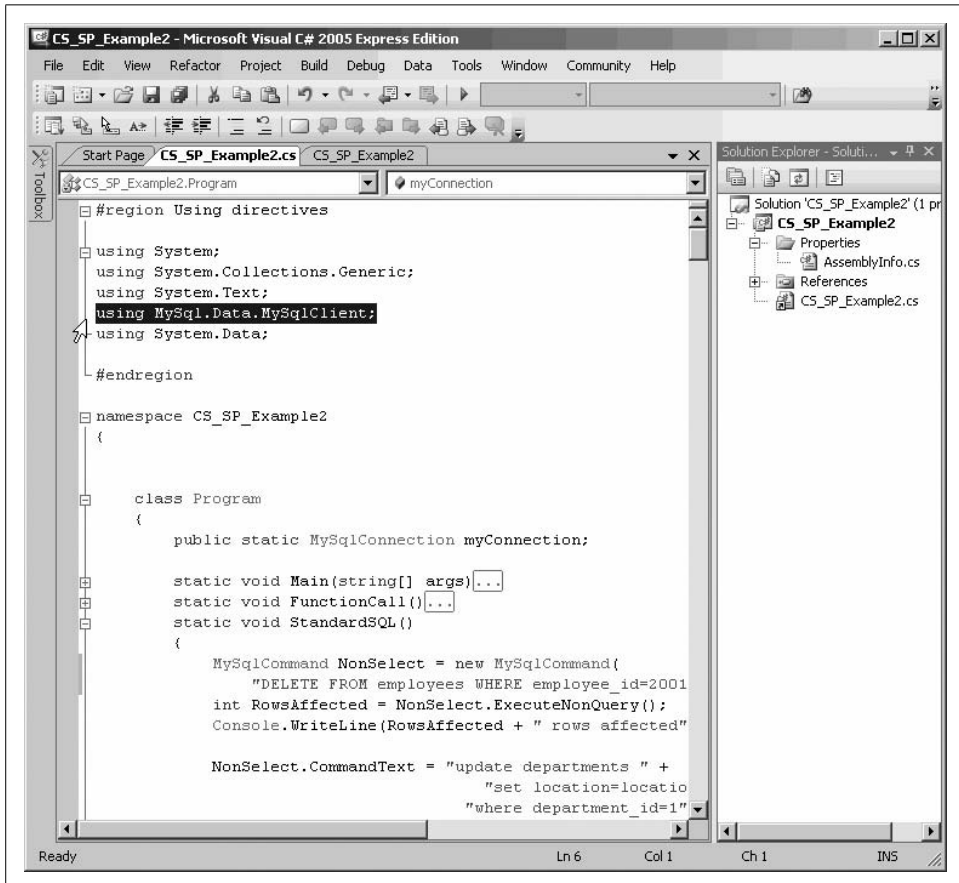 CS_SP_Example2 - Microsoft Visual C# 2005 Express Edition
File Edit View Refactor Project Build Debug Data Tools Window Community Help
Start Page CS_SP_Example2.cs CS_SP_Example2
Solution Explorer - Soluti...
Toolbox
CS_SP_Example2.Program myConnection
#region Using directives
using System;
using System.Collections.Generic;
using System.Text;
using MySql.Data.MySqlClient;
using System.Data;
#endregion
namespace CS_SP_Example2
{
class Program
{
public static MySqlConnection myConnection;
static void Main(string[] args)...
static void FunctionCall()...
static void StandardSQL()
{
MySqlCommand NonSelect = new MySqlCommand(
"DELETE FROM employees WHERE employee_id=2001
int RowsAffected = NonSelect.ExecuteNonQuery();
Console.WriteLine(RowsAffected + " rows affected"
NonSelect.CommandText = "update departments " +
"set location=locatio
"where department_id=1"
Solution 'CS_SP_Example2' (1 pr
CS_SP_Example2
Properties
AssemblyInfo.cs
References
CS_SP_Example2.cs
Ready Ln 6 Col 1 Ch 1 INS